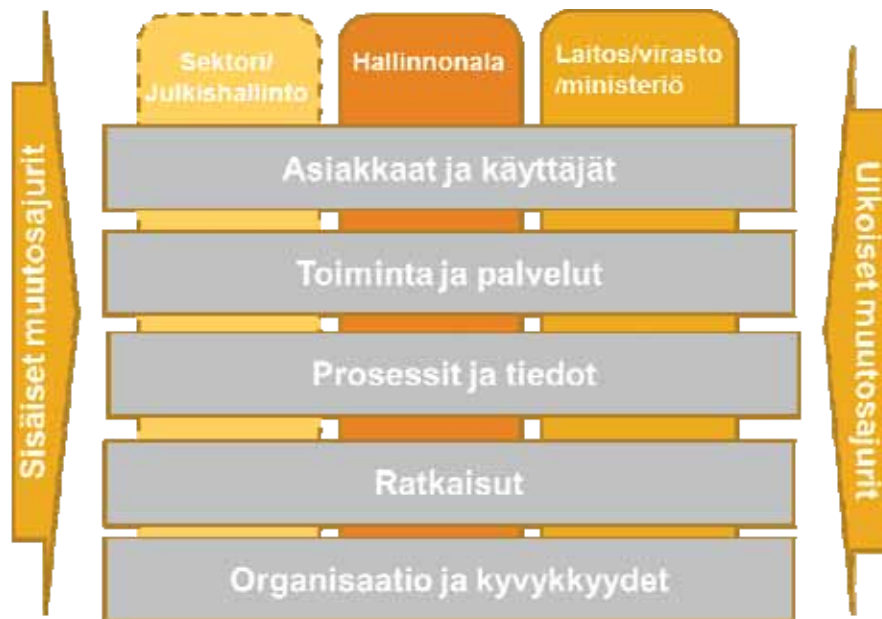 Sektori/
Julkishallinto
Hallinnonala
Laitos/virasto
/ministeriö
Sisäiset muutosajurit
Asiakkaat ja käyttäjät
Toiminta ja palvelut
Prosessit ja tiedot
Ratkaisut
Organisaatio ja kyvykkyydet
Ulkoiset muutosajurit